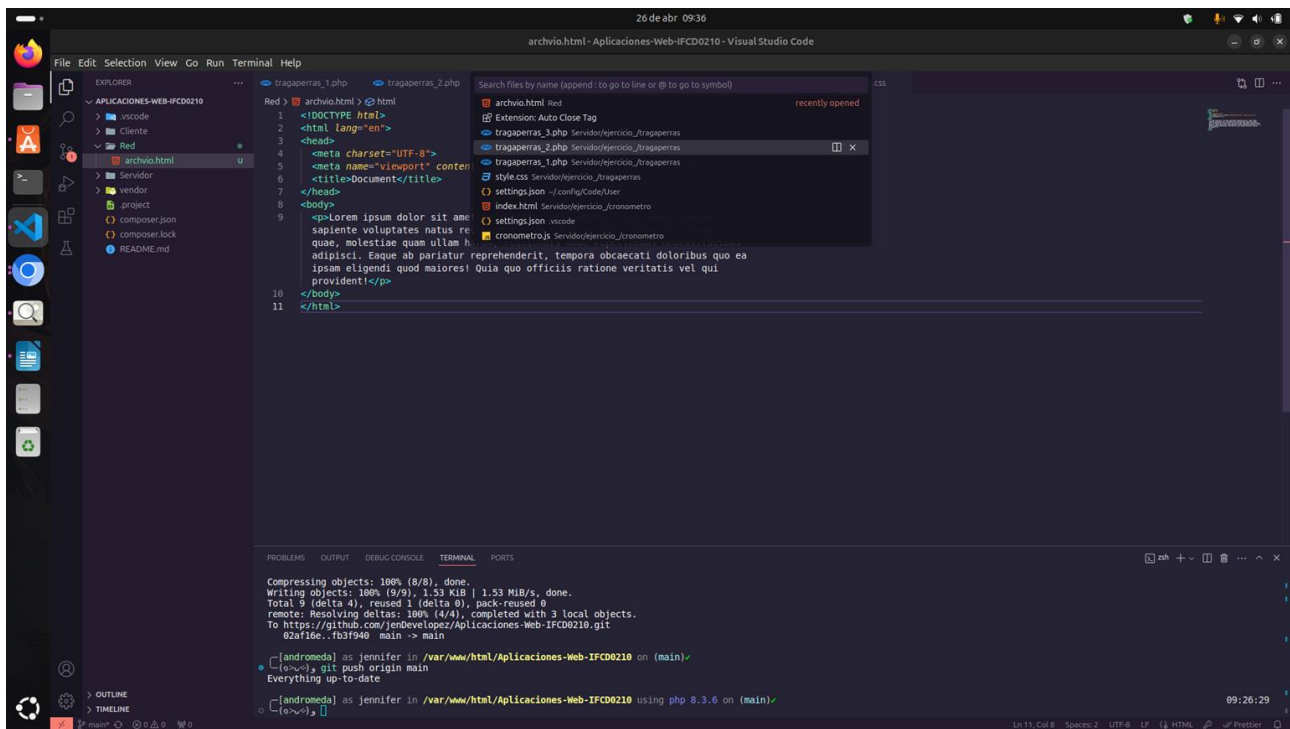 26 de abr 09:36
archvio.html - Aplicaciones-Web-IFCD0210 - Visual Studio Code
File Edit Selection View Go Run Terminal Help
EXPLORER
APLICACIONES-WEB-IFCD0210
.vscode
Cliente
Red
archvio.html U
Servidor
vendor
.project
composer.json
composer.lock
README.md
OUTLINE
TIMELINE
tragaperras_1.php tragaperras_2.php .css
Red > archvio.html > html
Search files by name (append : to go to line or @ to go to symbol)
archvio.html Red recently opened
Extension: Auto Close Tag
tragaperras_3.php Servidor/ejercicio_/tragaperras
tragaperras_2.php Servidor/ejercicio_/tragaperras
tragaperras_1.php Servidor/ejercicio_/tragaperras
style.css Servidor/ejercicio_/tragaperras
settings.json ~/.config/Code/User
index.html Servidor/ejercicio_/cronometro
settings.json .vscode
cronometro.js Servidor/ejercicio_/cronometro
1 <!DOCTYPE html>
2 <html lang="en">
3 <head>
4 <meta charset="UTF-8">
5 <meta name="viewport" conten
6 <title>Document</title>
7 </head>
8 <body>
9 <p>Lorem ipsum dolor sit ame
sapiente voluptates natus re
quae, molestiae quam ullam h
adipisci. Eaque ab pariatur reprehenderit, tempora obcaecati doloribus quo ea
ipsam eligendi quod maiores! Quia quo officiis ratione veritatis vel qui
provident!</p>
10 </body>
11 </html>
PROBLEMS OUTPUT DEBUG CONSOLE TERMINAL PORTS
zsh
Compressing objects: 100% (8/8), done.
Writing objects: 100% (9/9), 1.53 KiB | 1.53 MiB/s, done.
Total 9 (delta 4), reused 1 (delta 0), pack-reused 0
remote: Resolving deltas: 100% (4/4), completed with 3 local objects.
To https://github.com/jenDevelopez/Aplicaciones-Web-IFCD0210.git
02af16e..fb3f940 main -> main
[andromeda] as jennifer in /var/www/html/Aplicaciones-Web-IFCD0210 on (main)✔
git push origin main
Everything up-to-date
[andromeda] as jennifer in /var/www/html/Aplicaciones-Web-IFCD0210 using php 8.3.6 on (main)✔ 09:26:29
main* 0 0 0 Ln 11, Col 8 Spaces: 2 UTF-8 LF HTML Prettier